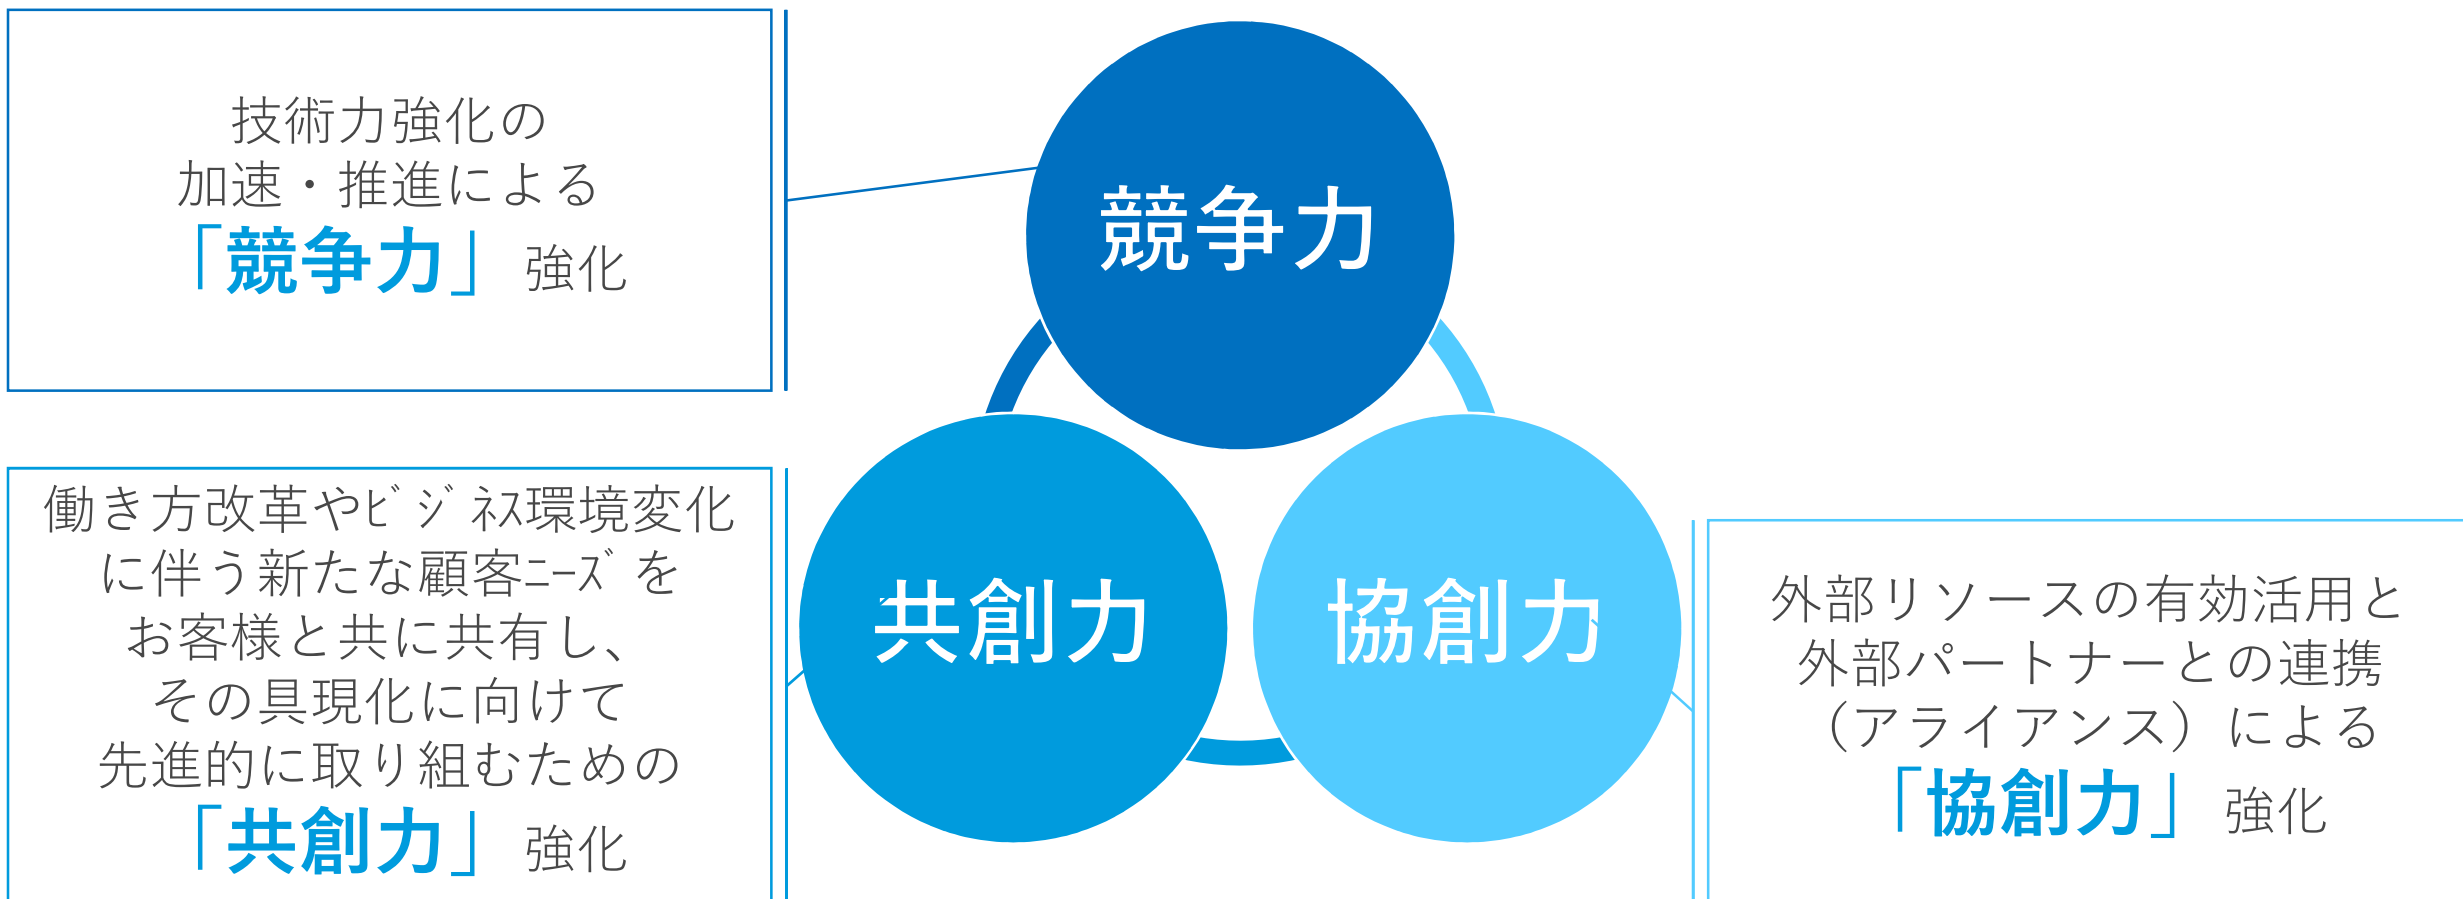 技術力強化の
加速・推進による
「競争力」強化
競争力
働き方改革やﾋﾞｼﾞﾈｽ環境変化
に伴う新たな顧客ﾆｰｽﾞを
お客様と共に共有し、
その具現化に向けて
先進的に取り組むための
「共創力」強化
共創力
協創力
外部リソースの有効活用と
外部パートナーとの連携
（アライアンス）による
「協創力」強化